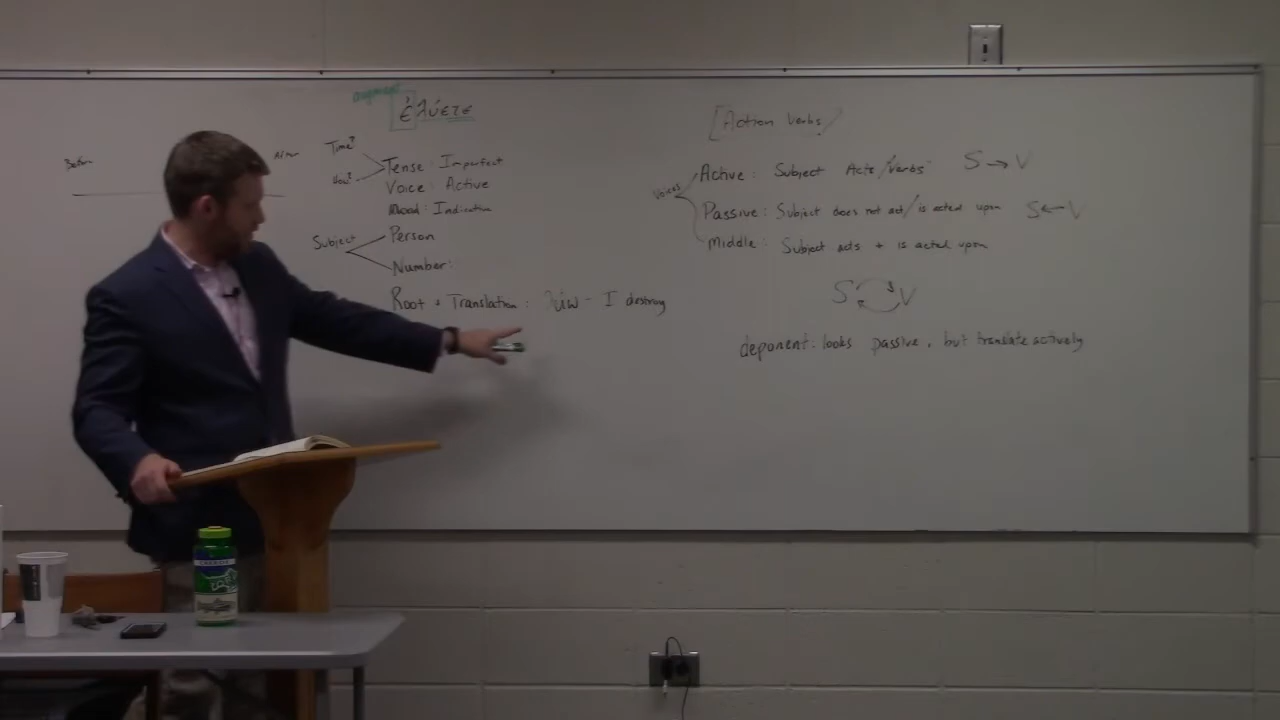 augment
ἐλύετε
Before After
Time?
How?
Tense: Imperfect
Voice: Active
Mood: Indicative
Subject
Person
Number:
Root + Translation: λύω - I destroy
[Action Verbs]
Voices
Active: Subject Acts/"Verbs" S → V
Passive: Subject does not act/is acted upon S ← V
Middle: Subject acts + is acted upon
S V
deponent: looks passive, but translate actively